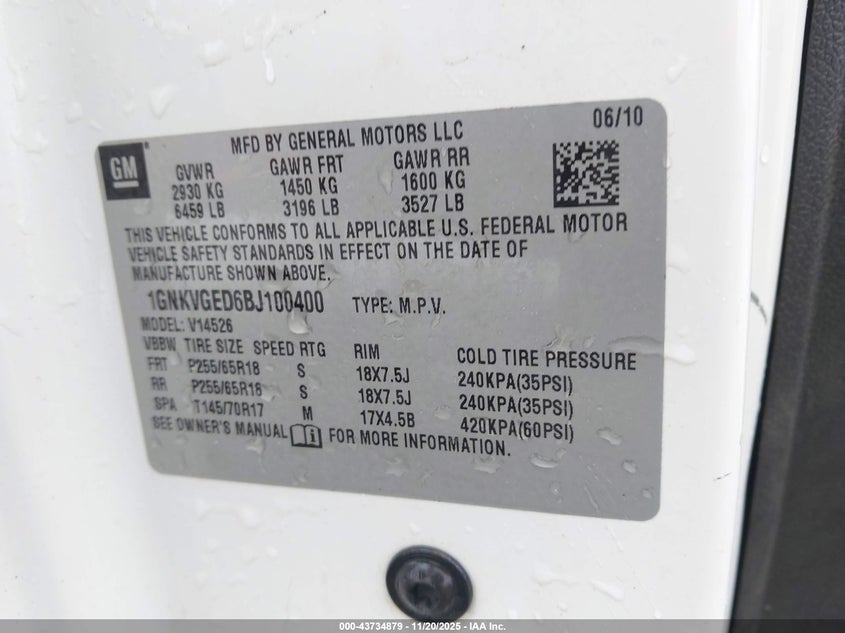 06/10
GM
MFD BY GENERAL MOTORS LLC
GVWR GAWR FRT GAWR RR
2930 KG 1450 KG 1600 KG
6459 LB 3196 LB 3527 LB
THIS VEHICLE CONFORMS TO ALL APPLICABLE U.S. FEDERAL MOTOR
VEHICLE SAFETY STANDARDS IN EFFECT ON THE DATE OF
MANUFACTURE SHOWN ABOVE.
1GNKVGED6BJ100400 TYPE: M.P.V.
MODEL: V14526
VBBW TIRE SIZE SPEED RTG RIM COLD TIRE PRESSURE
FRT P255/65R18 S 18X7.5J 240KPA(35PSI)
RR P255/65R18 S 18X7.5J 240KPA(35PSI)
SPA T145/70R17 M 17X4.5B 420KPA(60PSI)
SEE OWNER'S MANUAL i FOR MORE INFORMATION.
000-43734879 — 11/20/2025 - IAA Inc.